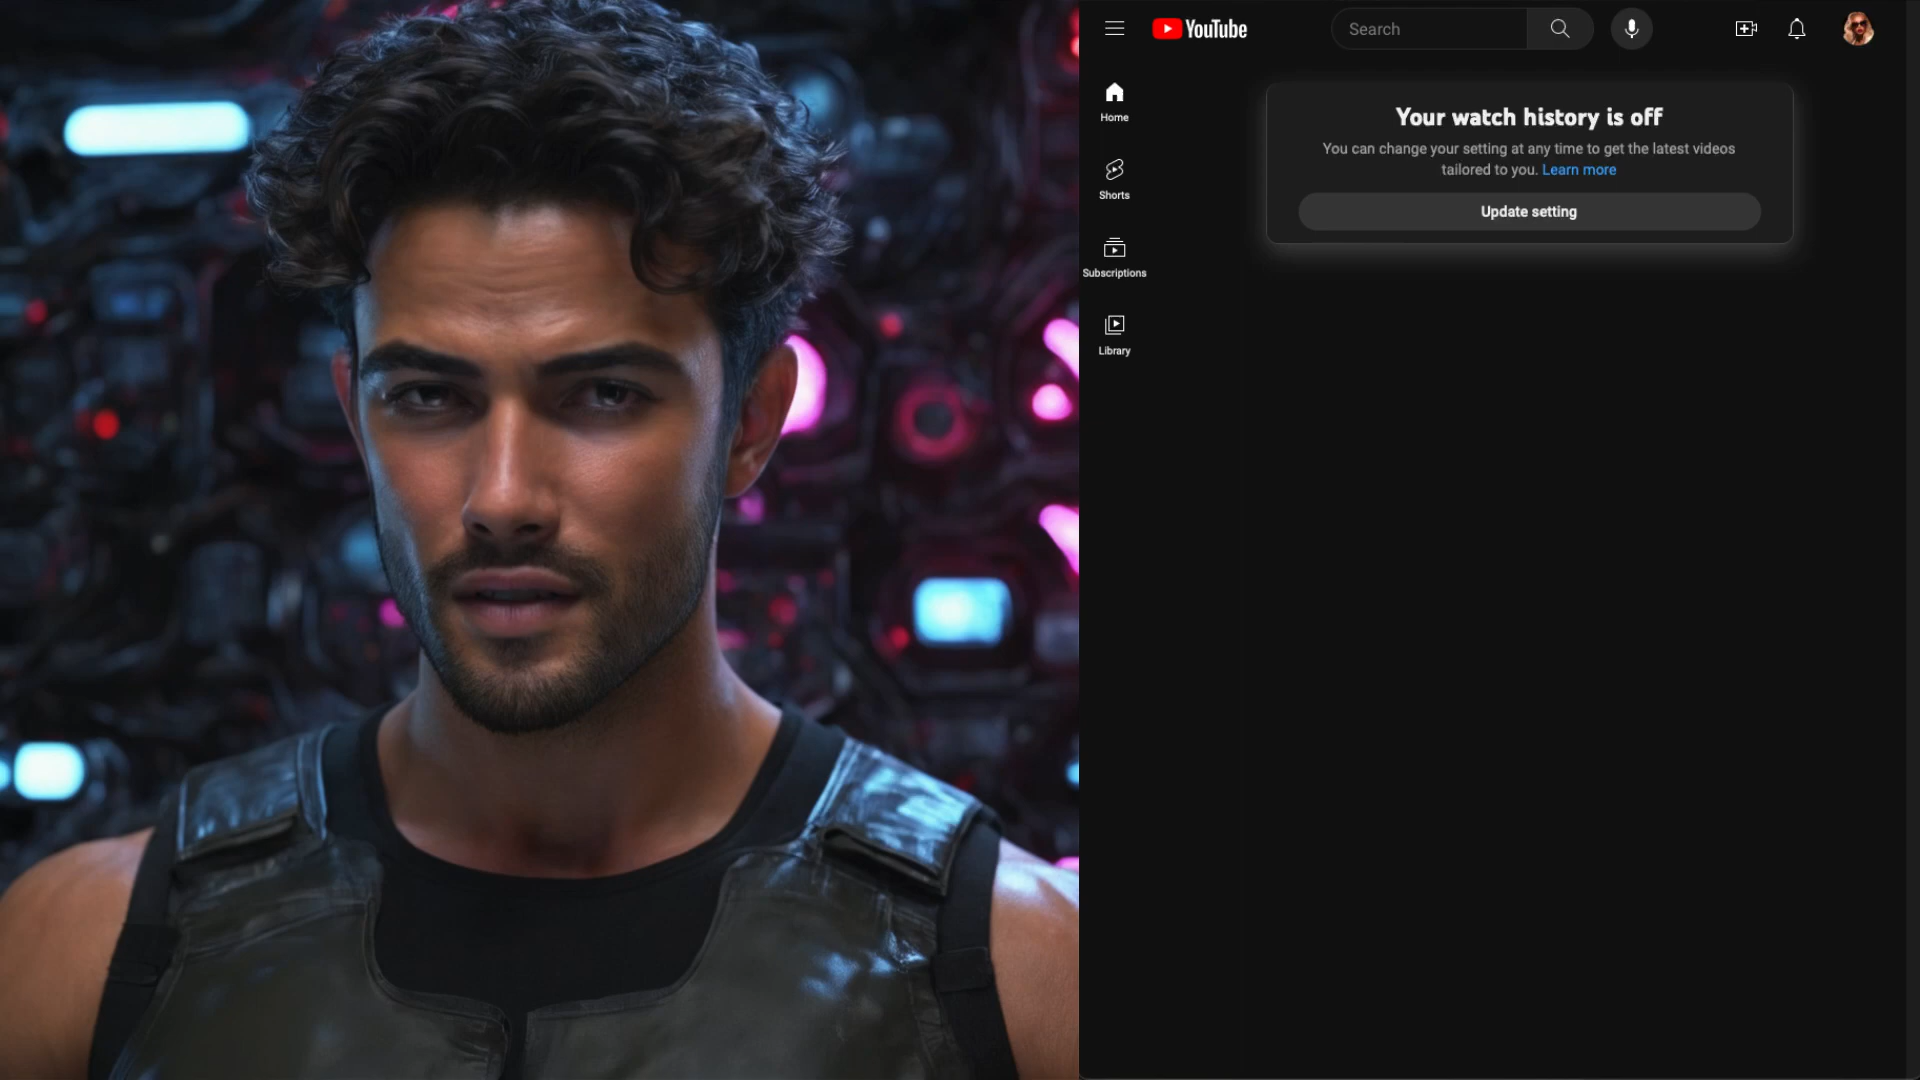 YouTube
Search
Home
Shorts
Subscriptions
Library
Your watch history is off
You can change your setting at any time to get the latest videos
tailored to you. Learn more
Update setting